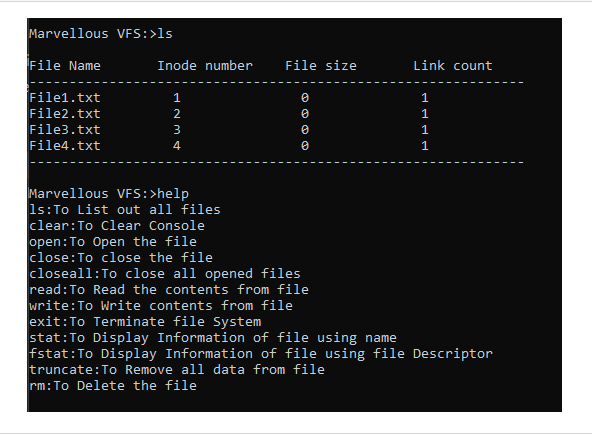 Marvellous VFS:>ls
File Name Inode number File size Link count
---------------------------------------------------------------
File1.txt 1 0 1
File2.txt 2 0 1
File3.txt 3 0 1
File4.txt 4 0 1
---------------------------------------------------------------
Marvellous VFS:>help
ls:To List out all files
clear:To Clear Console
open:To Open the file
close:To close the file
closeall:To close all opened files
read:To Read the contents from file
write:To Write contents from file
exit:To Terminate file System
stat:To Display Information of file using name
fstat:To Display Information of file using file Descriptor
truncate:To Remove all data from file
rm:To Delete the file